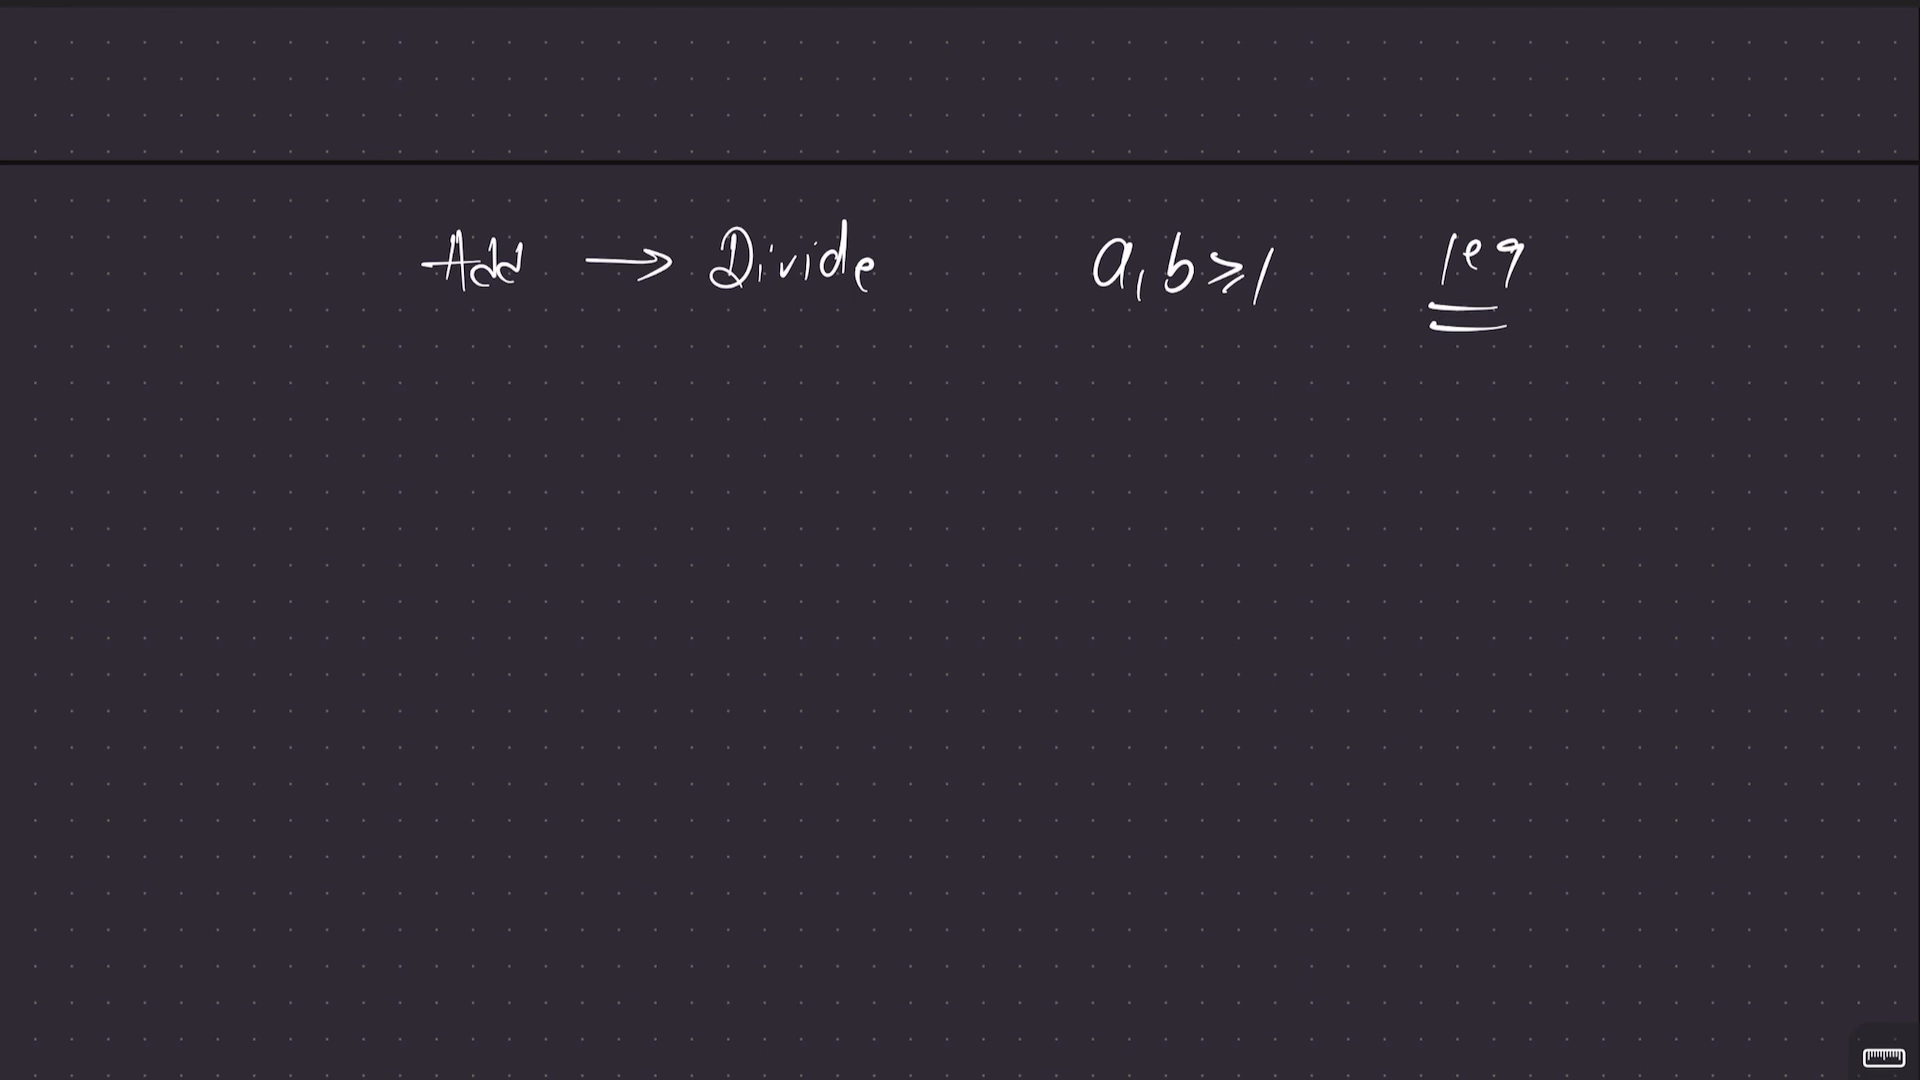 Add → Divide a, b ⩾ 1 1e9